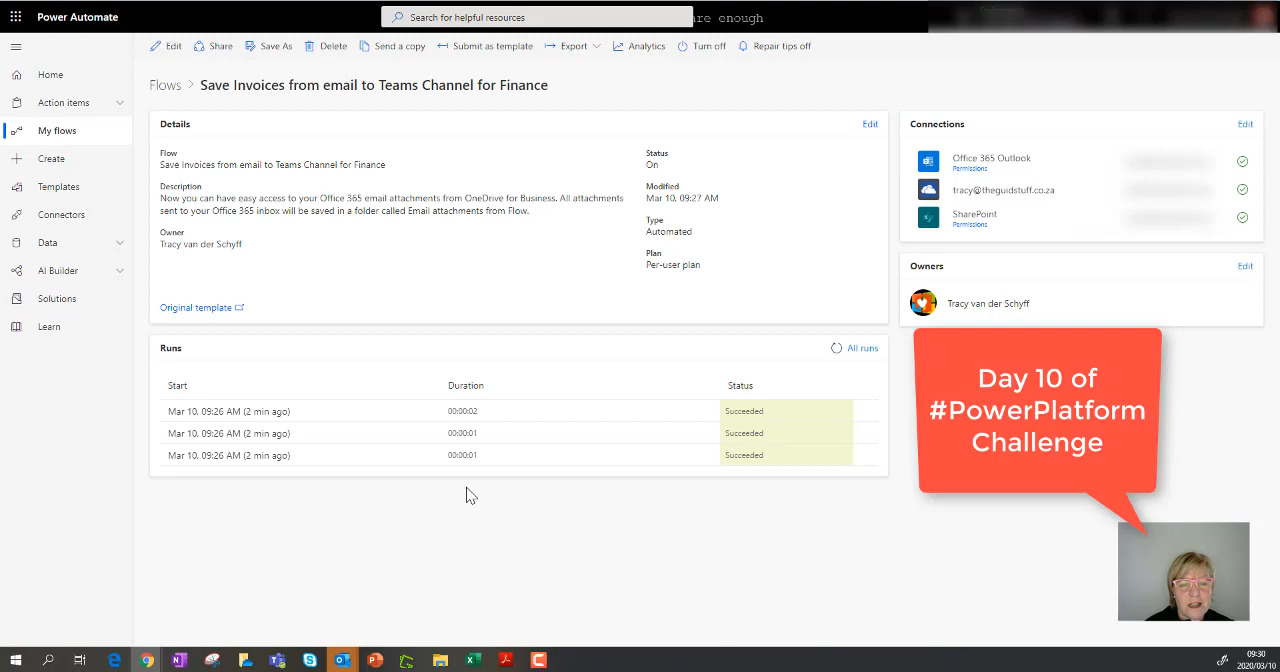 Power Automate
Search for helpful resources
are enough
Edit
Share
Save As
Delete
Send a copy
Submit as template
Export
Analytics
Turn off
Repair tips off
Home
Action items
My flows
Create
Templates
Connectors
Data
AI Builder
Solutions
Learn
Flows > Save Invoices from email to Teams Channel for Finance
Details
Edit
Flow
Save Invoices from email to Teams Channel for Finance
Description
Now you can have easy access to your Office 365 email attachments from OneDrive for Business. All attachments
sent to your Office 365 inbox will be saved in a folder called Email attachments from Flow.
Owner
Tracy van der Schyff
Original template
Status
On
Modified
Mar 10, 09:27 AM
Type
Automated
Plan
Per-user plan
Connections
Edit
Office 365 Outlook
Permissions
tracy@theguidstuff.co.za
SharePoint
Permissions
Owners
Edit
Tracy van der Schyff
Runs
All runs
Start Duration Status
Mar 10, 09:26 AM (2 min ago) 00:00:02 Succeeded
Mar 10, 09:26 AM (2 min ago) 00:00:01 Succeeded
Mar 10, 09:26 AM (2 min ago) 00:00:01 Succeeded
Day 10 of
#PowerPlatform
Challenge
09:30
2020/03/10